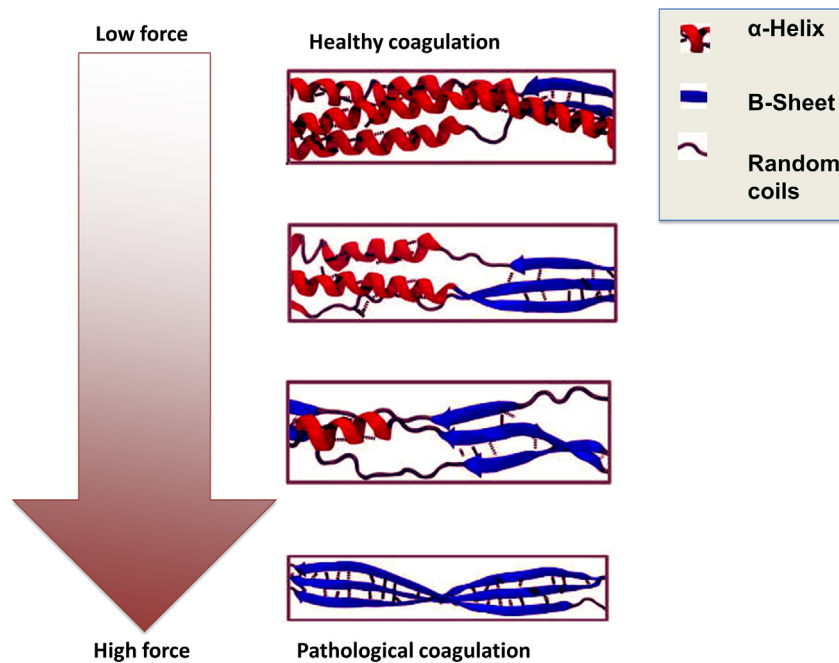 Low force
Healthy coagulation
α-Helix
B-Sheet
Random
coils
High force
Pathological coagulation